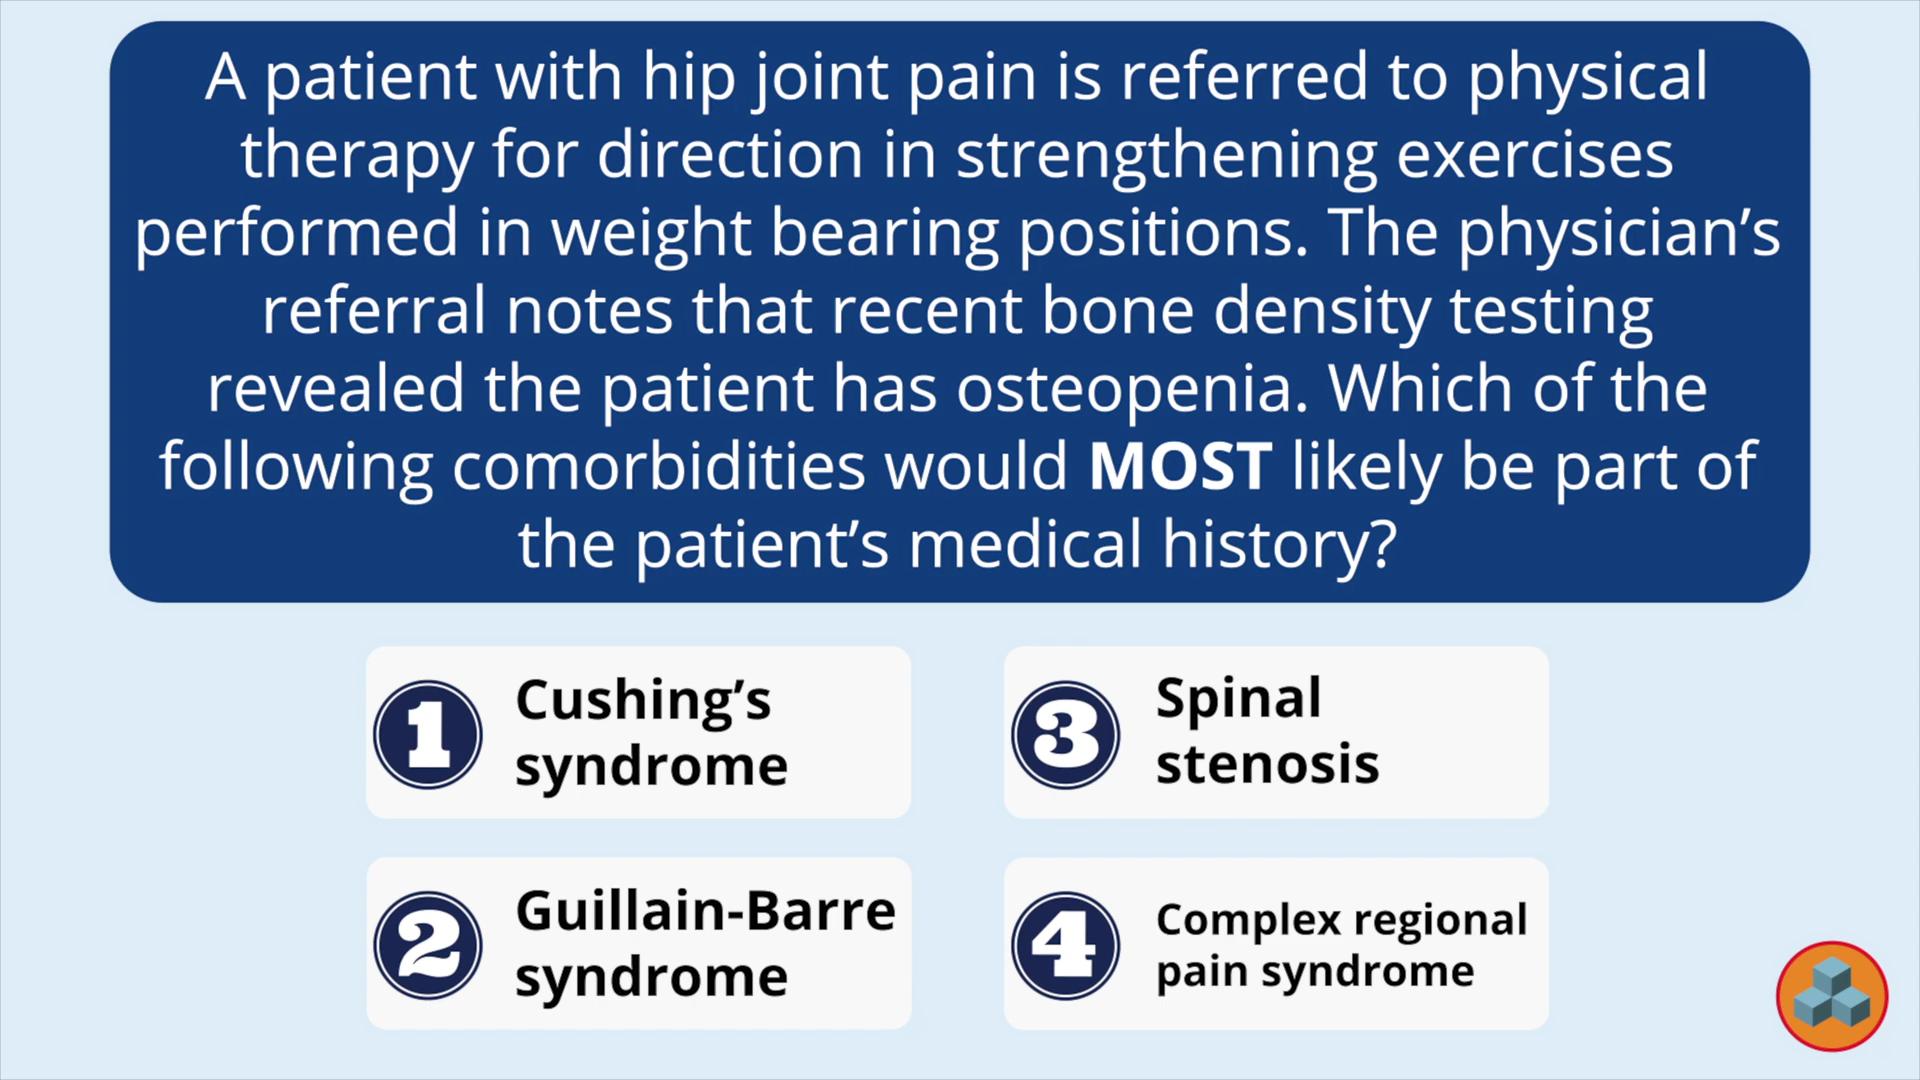 A patient with hip joint pain is referred to physical
therapy for direction in strengthening exercises
performed in weight bearing positions. The physician’s
referral notes that recent bone density testing
revealed the patient has osteopenia. Which of the
following comorbidities would MOST likely be part of
the patient’s medical history?
1 Cushing’s
syndrome
2 Guillain-Barre
syndrome
3 Spinal
stenosis
4 Complex regional
pain syndrome